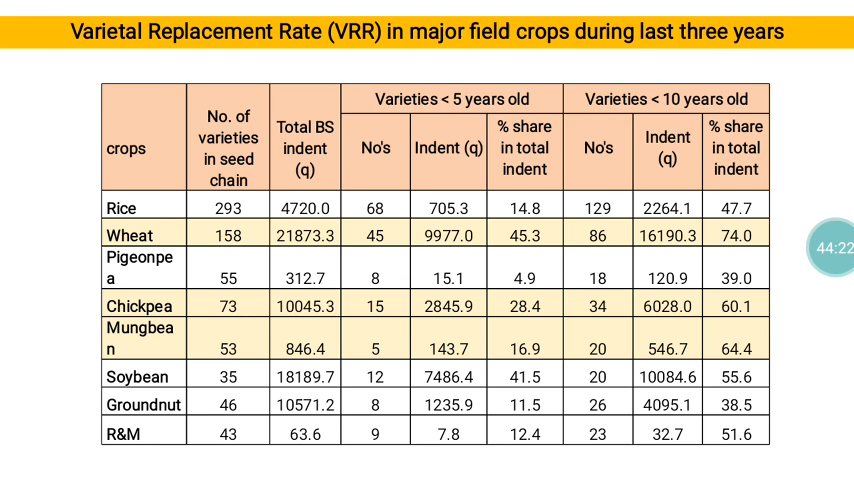 Varietal Replacement Rate (VRR) in major field crops during last three years
crops | No. of varieties in seed chain | Total BS indent (q) | Varieties < 5 years old | Varieties < 10 years old
No's | Indent (q) | % share in total indent | No's | Indent (q) | % share in total indent
Rice | 293 | 4720.0 | 68 | 705.3 | 14.8 | 129 | 2264.1 | 47.7
Wheat | 158 | 21873.3 | 45 | 9977.0 | 45.3 | 86 | 16190.3 | 74.0
Pigeonpea | 55 | 312.7 | 8 | 15.1 | 4.9 | 18 | 120.9 | 39.0
Chickpea | 73 | 10045.3 | 15 | 2845.9 | 28.4 | 34 | 6028.0 | 60.1
Mungbean | 53 | 846.4 | 5 | 143.7 | 16.9 | 20 | 546.7 | 64.4
Soybean | 35 | 18189.7 | 12 | 7486.4 | 41.5 | 20 | 10084.6 | 55.6
Groundnut | 46 | 10571.2 | 8 | 1235.9 | 11.5 | 26 | 4095.1 | 38.5
R&M | 43 | 63.6 | 9 | 7.8 | 12.4 | 23 | 32.7 | 51.6
44:22